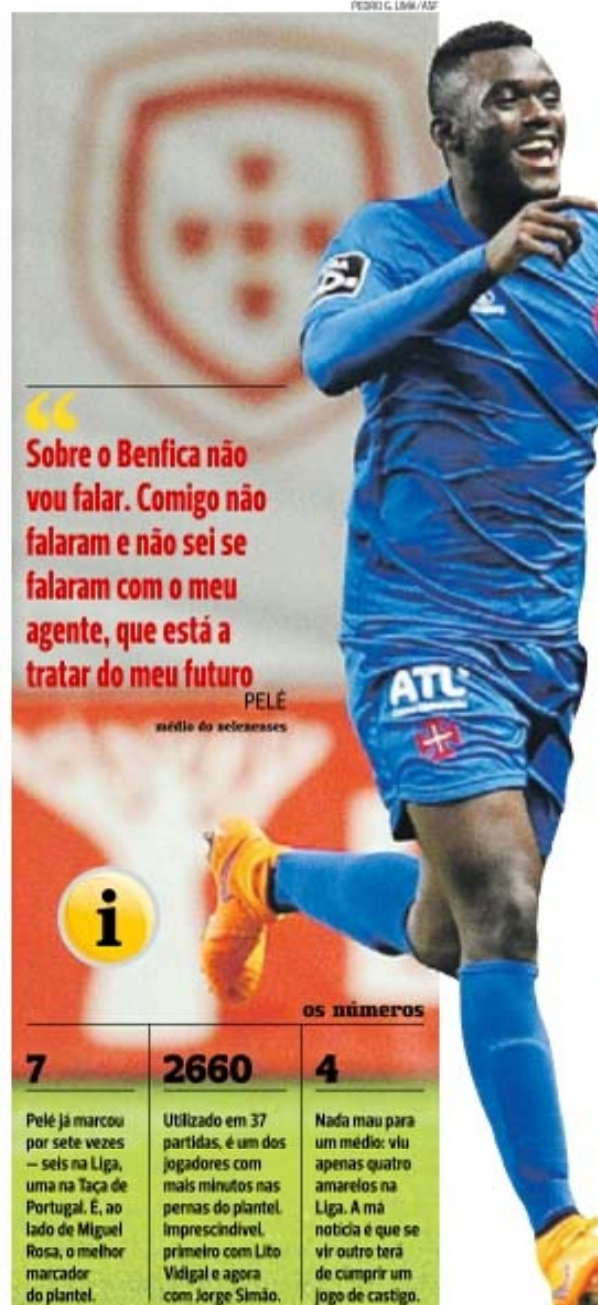 PEDRO G. LIMA/ASF
“
Sobre o Benfica não
vou falar. Comigo não
falaram e não sei se
falaram com o meu
agente, que está a
tratar do meu futuro
PELÉ
médio do belenenses
ATL
i
os números
7
Pelé já marcou
por sete vezes
— seis na Liga,
uma na Taça de
Portugal. É, ao
lado de Miguel
Rosa, o melhor
marcador
do plantel.
2660
Utilizado em 37
partidas, é um dos
jogadores com
mais minutos nas
pernas do plantel.
Imprescindível,
primeiro com Lito
Vidigal e agora
com Jorge Simão.
4
Nada mau para
um médio: viu
apenas quatro
amarelos na
Liga. A má
notícia é que se
vir outro terá
de cumprir um
jogo de castigo.